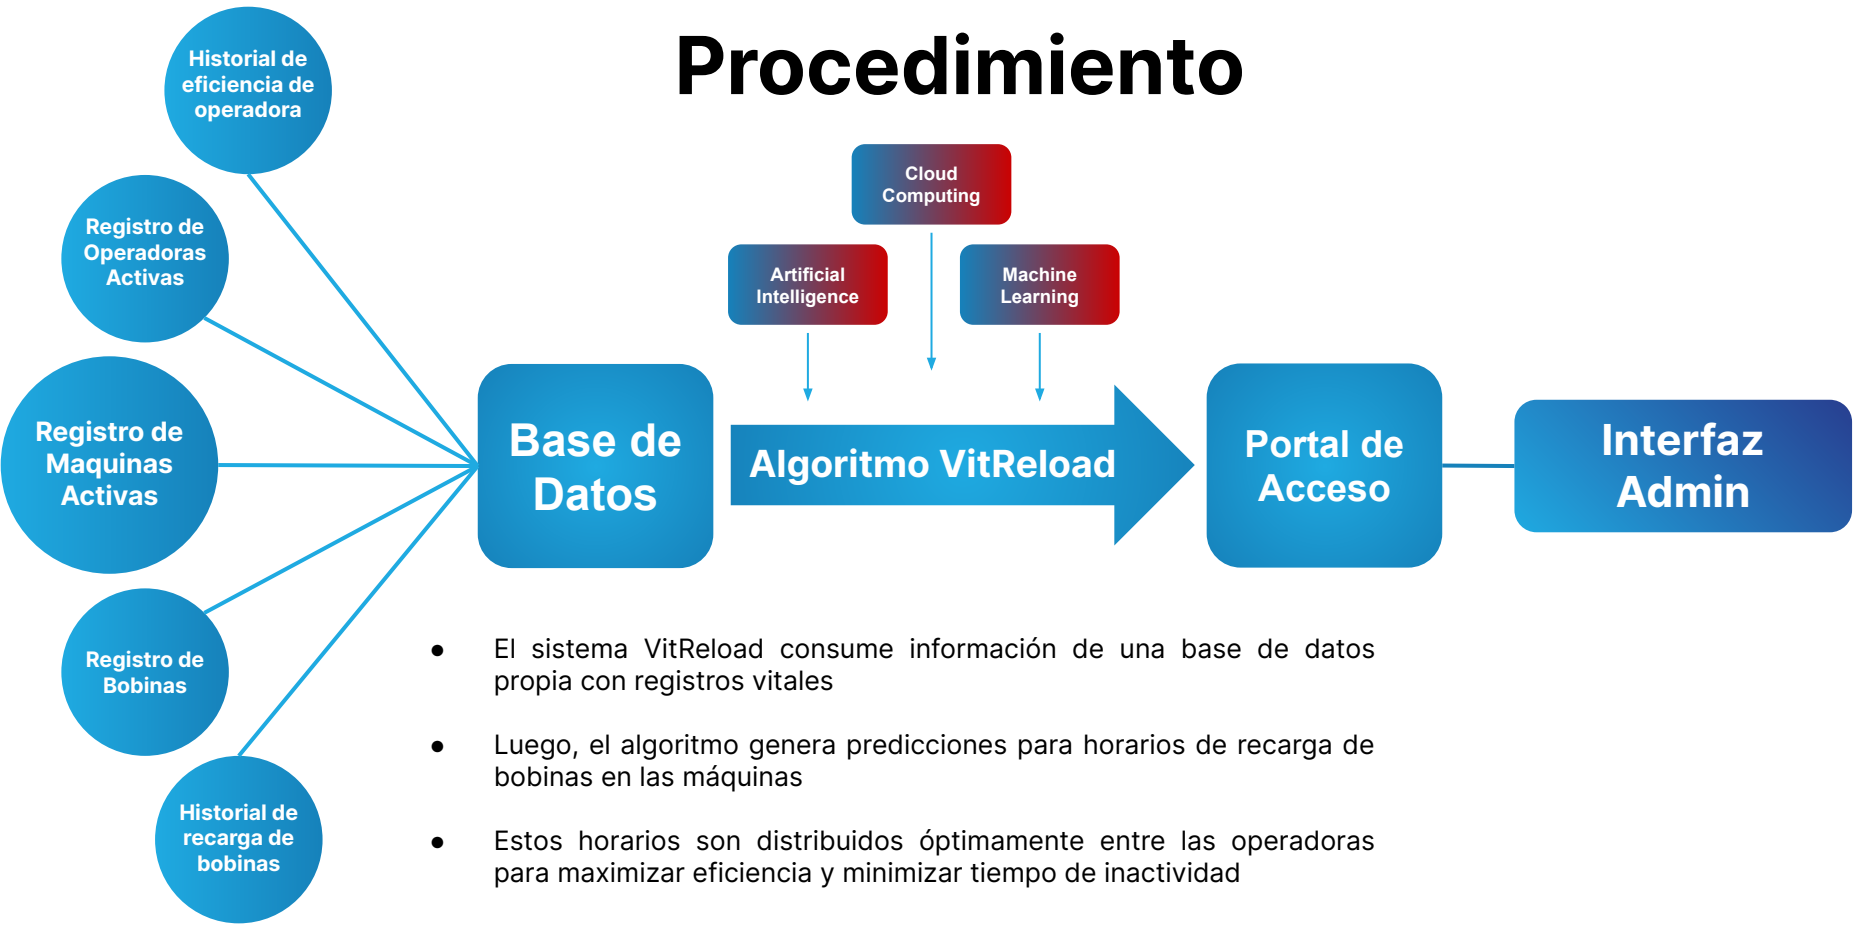 Procedimiento
Historial de
eficiencia de
operadora
Registro de
Operadoras
Activas
Registro de
Maquinas
Activas
Registro de
Bobinas
Historial de
recarga de
bobinas
Base de
Datos
Cloud
Computing
Artificial
Intelligence
Machine
Learning
Algoritmo VitReload
Portal de
Acceso
Interfaz
Admin
● El sistema VitReload consume información de una base de datos
propia con registros vitales
● Luego, el algoritmo genera predicciones para horarios de recarga de
bobinas en las máquinas
● Estos horarios son distribuidos óptimamente entre las operadoras
para maximizar eficiencia y minimizar tiempo de inactividad